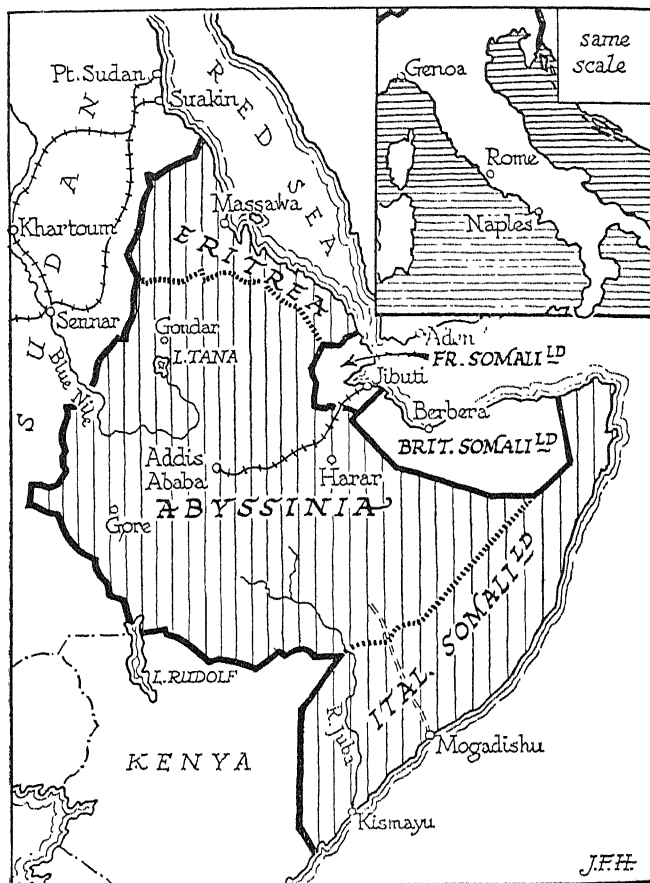 Pt. Sudan
Suakin
RED SEA
same
scale
Genoa
Rome
Naples
SUDAN
Khartoum
Massawa
ERITREA
Sennar
Gondar
L. TANA
Blue Nile
Aden
FR. SOMALI LD
Jibuti
Berbera
BRIT. SOMALI LD
Addis
Ababa
Harar
ABYSSINIA
Gore
ITAL. SOMALI LD
L. RUDOLF
R. Juba
Mogadishu
KENYA
Kismayu
J.F.H.